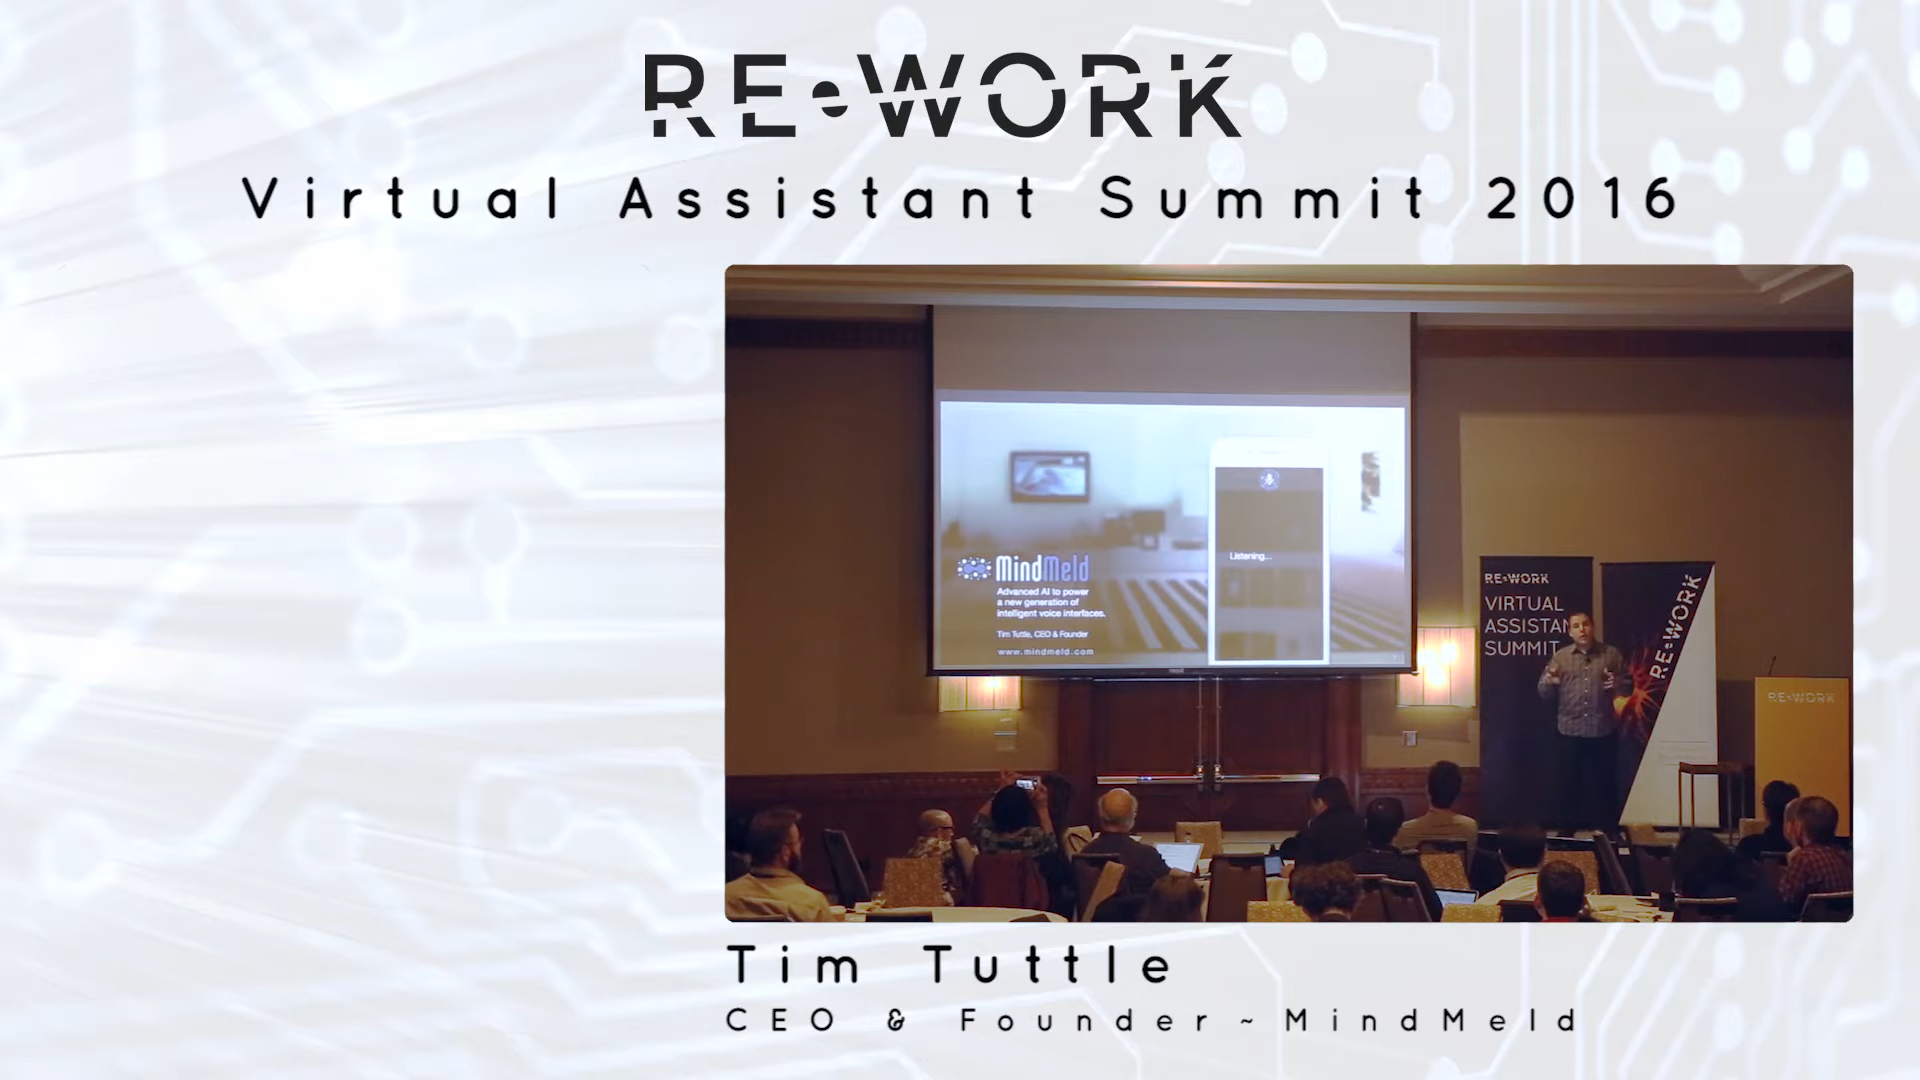 RE•WORK
Virtual Assistant Summit 2016
MindMeld
Advanced AI to power
a new generation of
intelligent voice interfaces.
Tim Tuttle, CEO & Founder
www.mindmeld.com
Listening...
RE•WORK
VIRTUAL
ASSISTAN
SUMMIT
RE•WORK
RE•WORK
Tim Tuttle
CEO & Founder ~ MindMeld